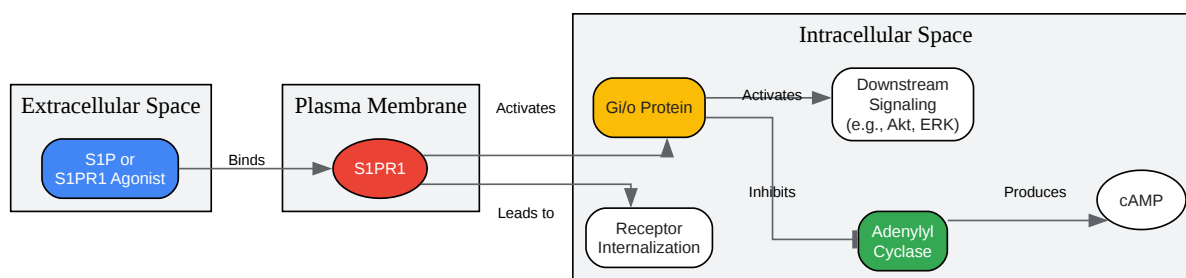 Extracellular Space
S1P or
S1PR1 Agonist
Binds
Plasma Membrane
S1PR1
Activates
Leads to
Intracellular Space
Gi/o Protein
Activates
Downstream
Signaling
(e.g., Akt, ERK)
Receptor
Internalization
Inhibits
Adenylyl
Cyclase
Produces
cAMP